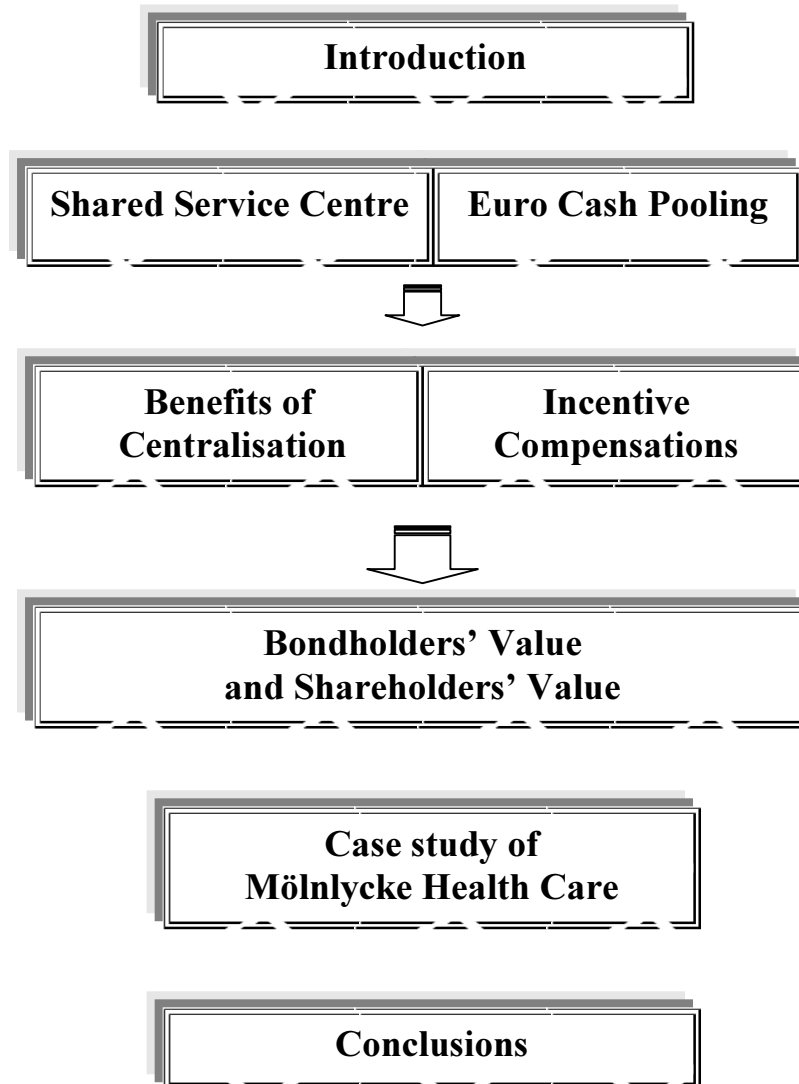 Introduction
Shared Service Centre
Euro Cash Pooling
Benefits of
Centralisation
Incentive
Compensations
Bondholders’ Value
and Shareholders’ Value
Case study of
Mölnlycke Health Care
Conclusions